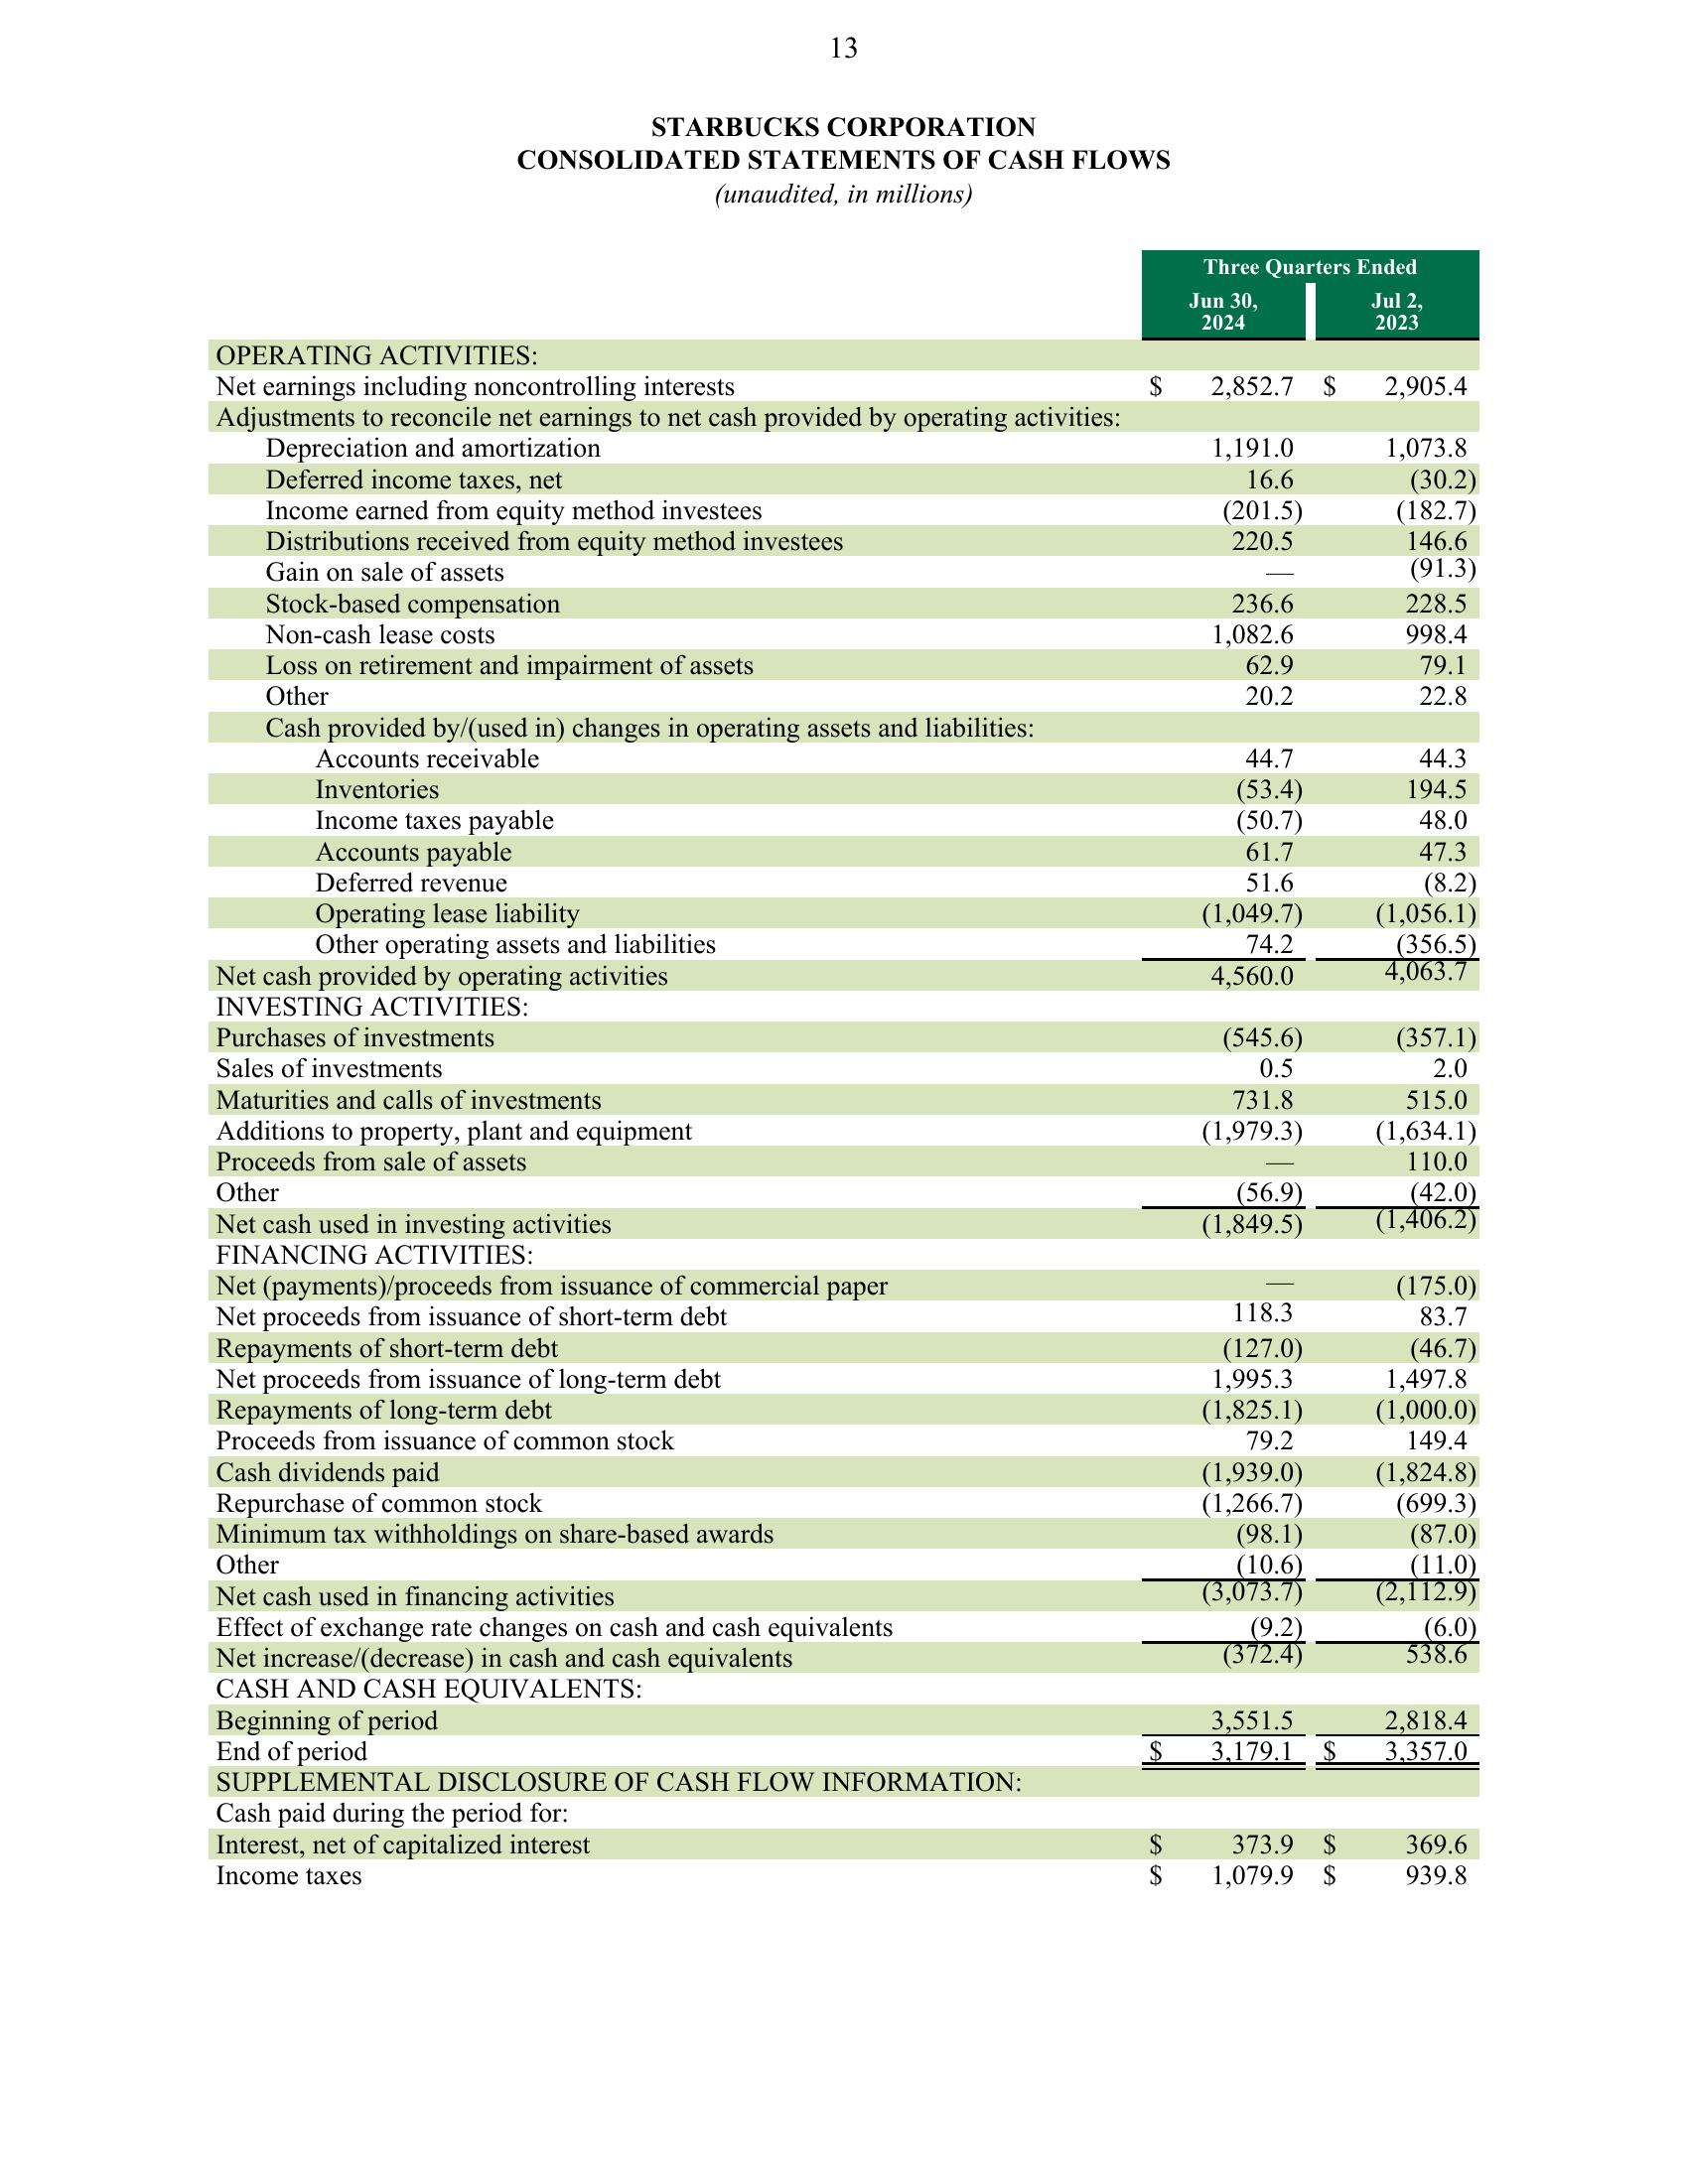 13
STARBUCKS CORPORATION
CONSOLIDATED STATEMENTS OF CASH FLOWS
(unaudited, in millions)
Three Quarters Ended
Jun 30, 2024 Jul 2, 2023
OPERATING ACTIVITIES:
Net earnings including noncontrolling interests $ 2,852.7 $ 2,905.4
Adjustments to reconcile net earnings to net cash provided by operating activities:
Depreciation and amortization 1,191.0 1,073.8
Deferred income taxes, net 16.6 (30.2)
Income earned from equity method investees (201.5) (182.7)
Distributions received from equity method investees 220.5 146.6
Gain on sale of assets — (91.3)
Stock-based compensation 236.6 228.5
Non-cash lease costs 1,082.6 998.4
Loss on retirement and impairment of assets 62.9 79.1
Other 20.2 22.8
Cash provided by/(used in) changes in operating assets and liabilities:
Accounts receivable 44.7 44.3
Inventories (53.4) 194.5
Income taxes payable (50.7) 48.0
Accounts payable 61.7 47.3
Deferred revenue 51.6 (8.2)
Operating lease liability (1,049.7) (1,056.1)
Other operating assets and liabilities 74.2 (356.5)
Net cash provided by operating activities 4,560.0 4,063.7
INVESTING ACTIVITIES:
Purchases of investments (545.6) (357.1)
Sales of investments 0.5 2.0
Maturities and calls of investments 731.8 515.0
Additions to property, plant and equipment (1,979.3) (1,634.1)
Proceeds from sale of assets — 110.0
Other (56.9) (42.0)
Net cash used in investing activities (1,849.5) (1,406.2)
FINANCING ACTIVITIES:
Net (payments)/proceeds from issuance of commercial paper — (175.0)
Net proceeds from issuance of short-term debt 118.3 83.7
Repayments of short-term debt (127.0) (46.7)
Net proceeds from issuance of long-term debt 1,995.3 1,497.8
Repayments of long-term debt (1,825.1) (1,000.0)
Proceeds from issuance of common stock 79.2 149.4
Cash dividends paid (1,939.0) (1,824.8)
Repurchase of common stock (1,266.7) (699.3)
Minimum tax withholdings on share-based awards (98.1) (87.0)
Other (10.6) (11.0)
Net cash used in financing activities (3,073.7) (2,112.9)
Effect of exchange rate changes on cash and cash equivalents (9.2) (6.0)
Net increase/(decrease) in cash and cash equivalents (372.4) 538.6
CASH AND CASH EQUIVALENTS:
Beginning of period 3,551.5 2,818.4
End of period $ 3,179.1 $ 3,357.0
SUPPLEMENTAL DISCLOSURE OF CASH FLOW INFORMATION:
Cash paid during the period for:
Interest, net of capitalized interest $ 373.9 $ 369.6
Income taxes $ 1,079.9 $ 939.8